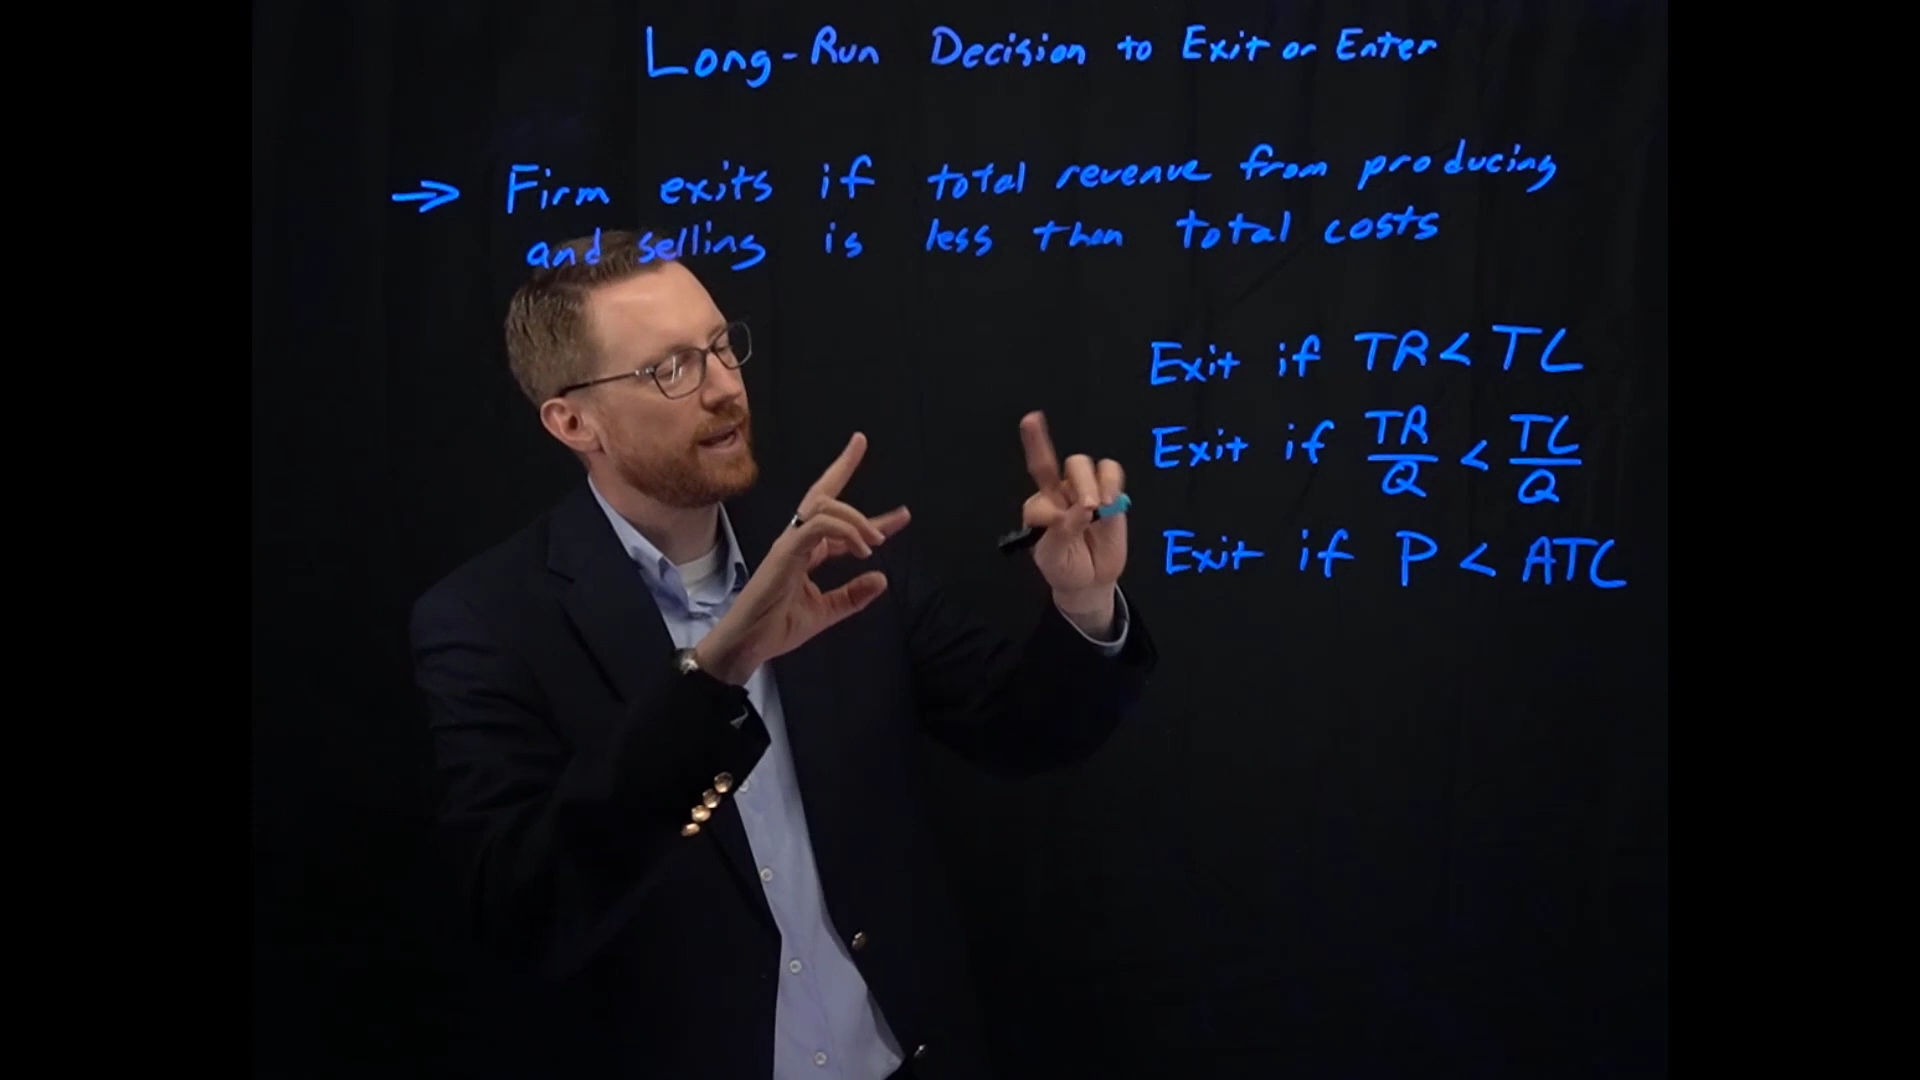 Long-Run Decision to Exit or Enter
→ Firm exits if total revenue from producing
and selling is less than total costs
Exit if TR < TC
Exit if TR/Q < TC/Q
Exit if P < ATC